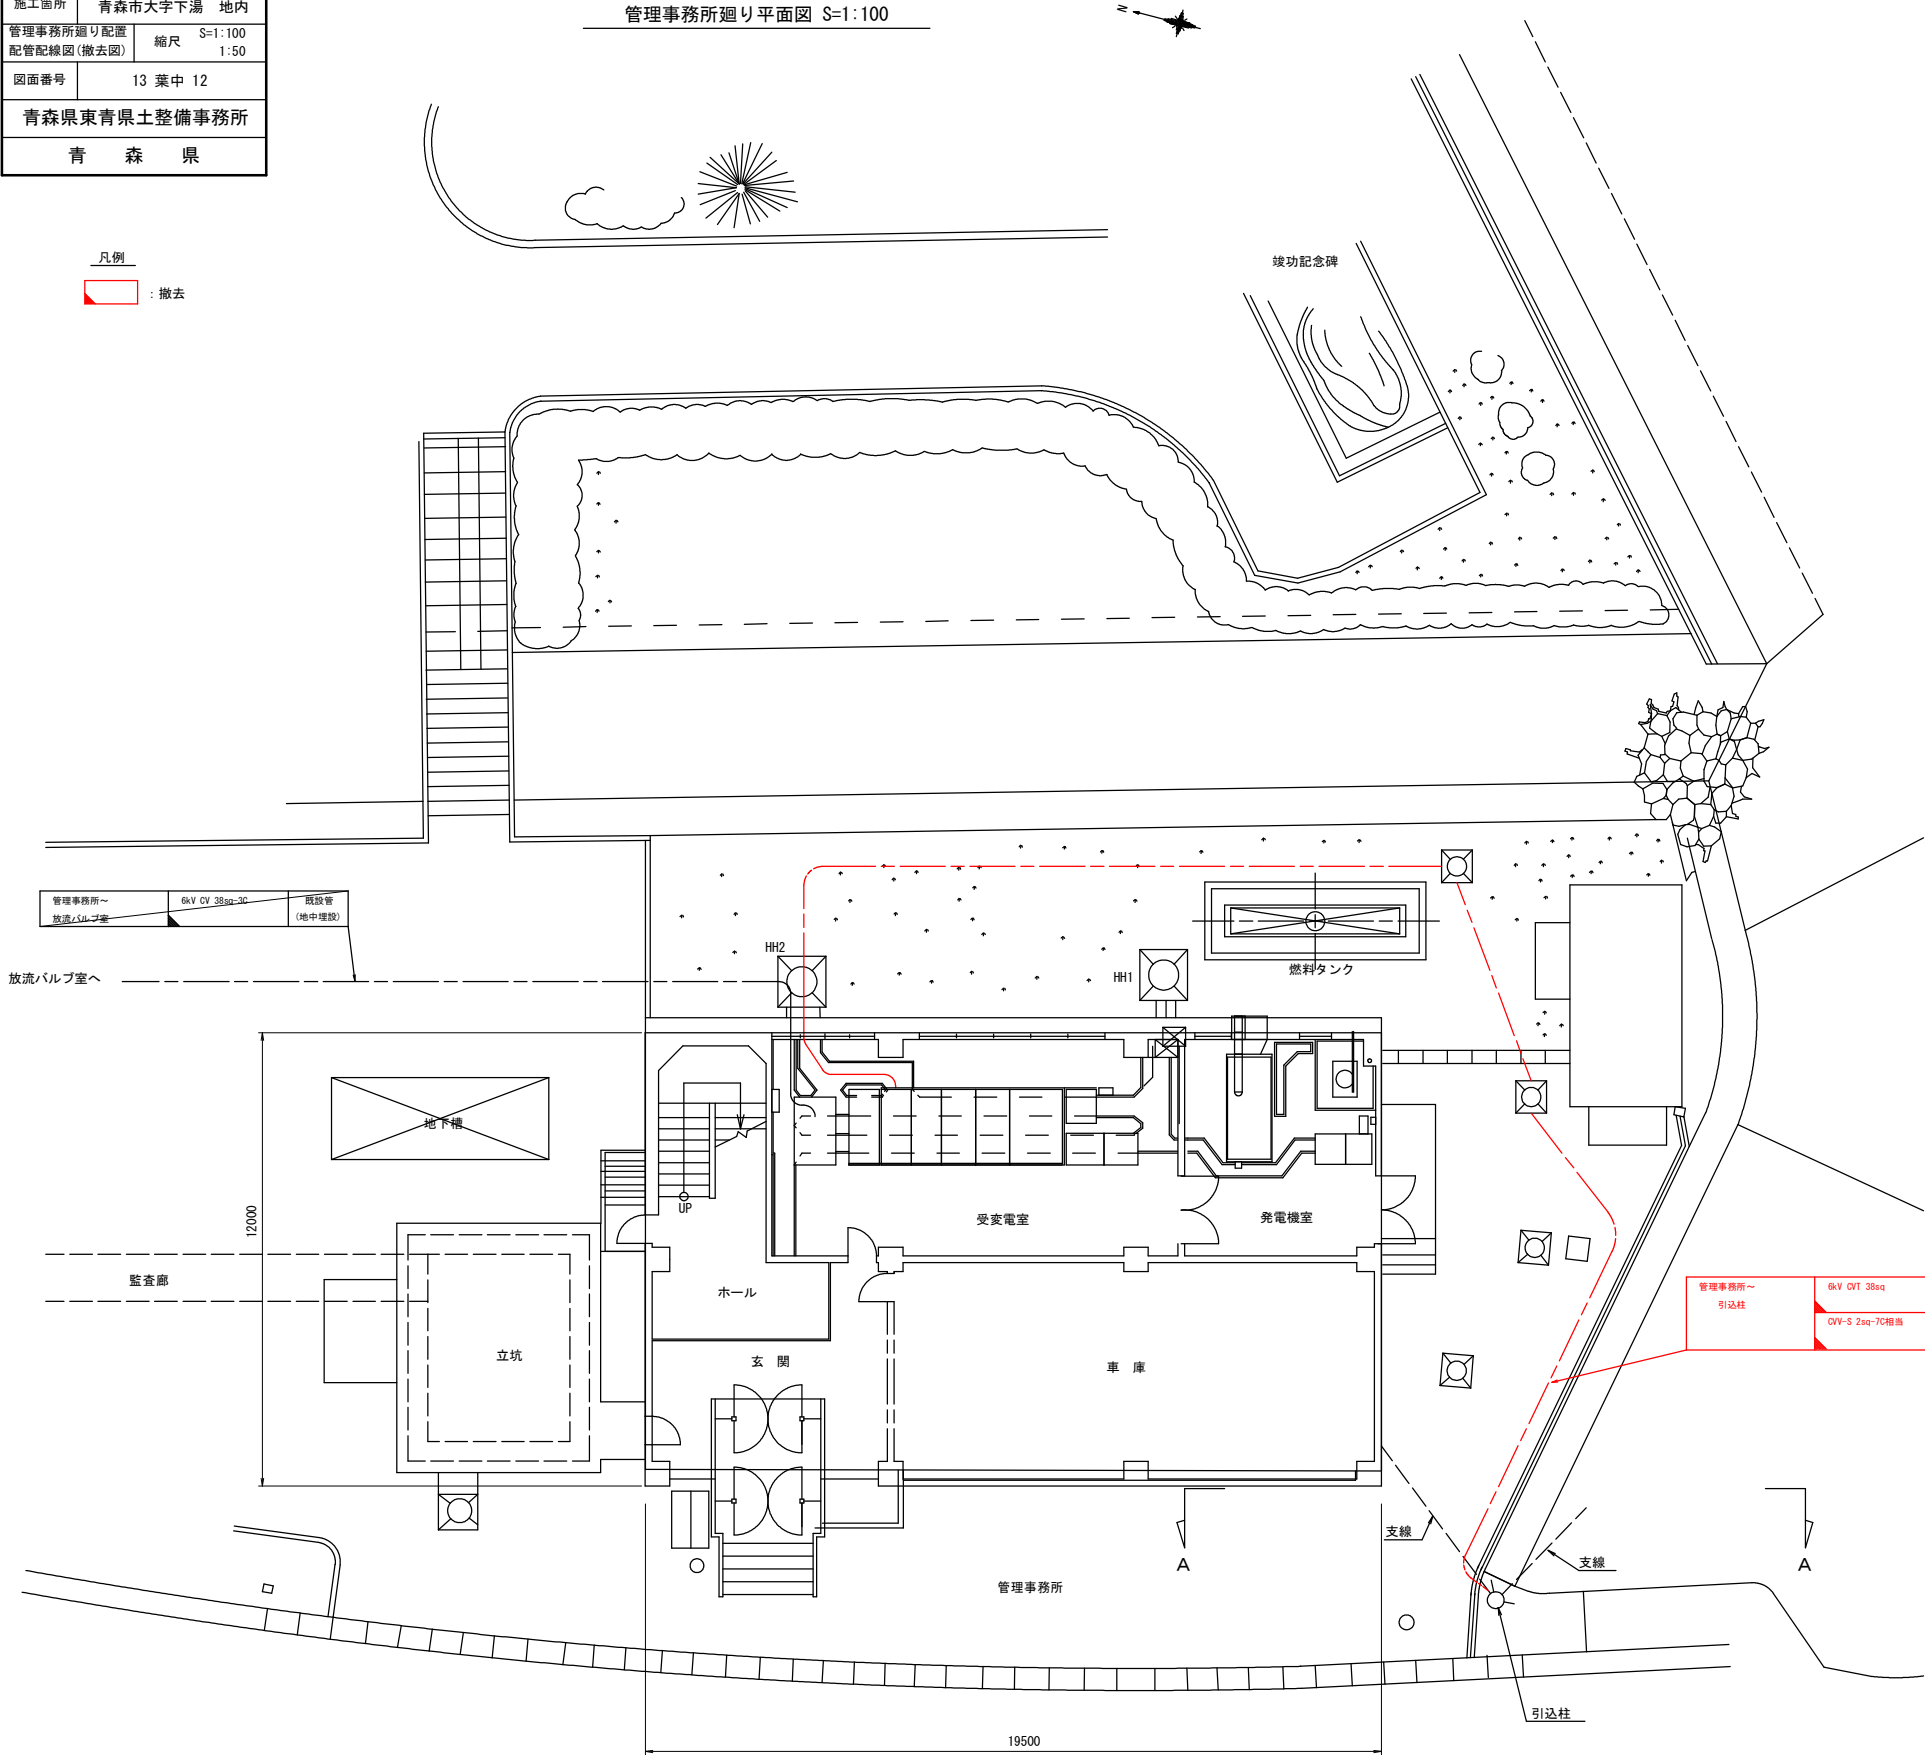 施工箇所 青森市大字下湯 地内
管理事務所廻り配置
配管配線図(撤去図) 縮尺 S=1:100
1:50
図面番号 13 葉中 12
青森県東青県土整備事務所
青 森 県
管理事務所廻り平面図 S=1:100
N
凡例
：撤去
竣功記念碑
管理事務所～
放流バルブ室
6kV CV 38sq-3C
既設管
(地中埋設)
放流バルブ室へ
HH2
HH1
燃料タンク
地下槽
12000
UP
受変電室
発電機室
監査廊
ホール
立坑
玄 関
車 庫
管理事務所～
引込柱
6kV CVT 38sq
CVV-S 2sq-7C相当
支線
支線
A
A
管理事務所
引込柱
19500